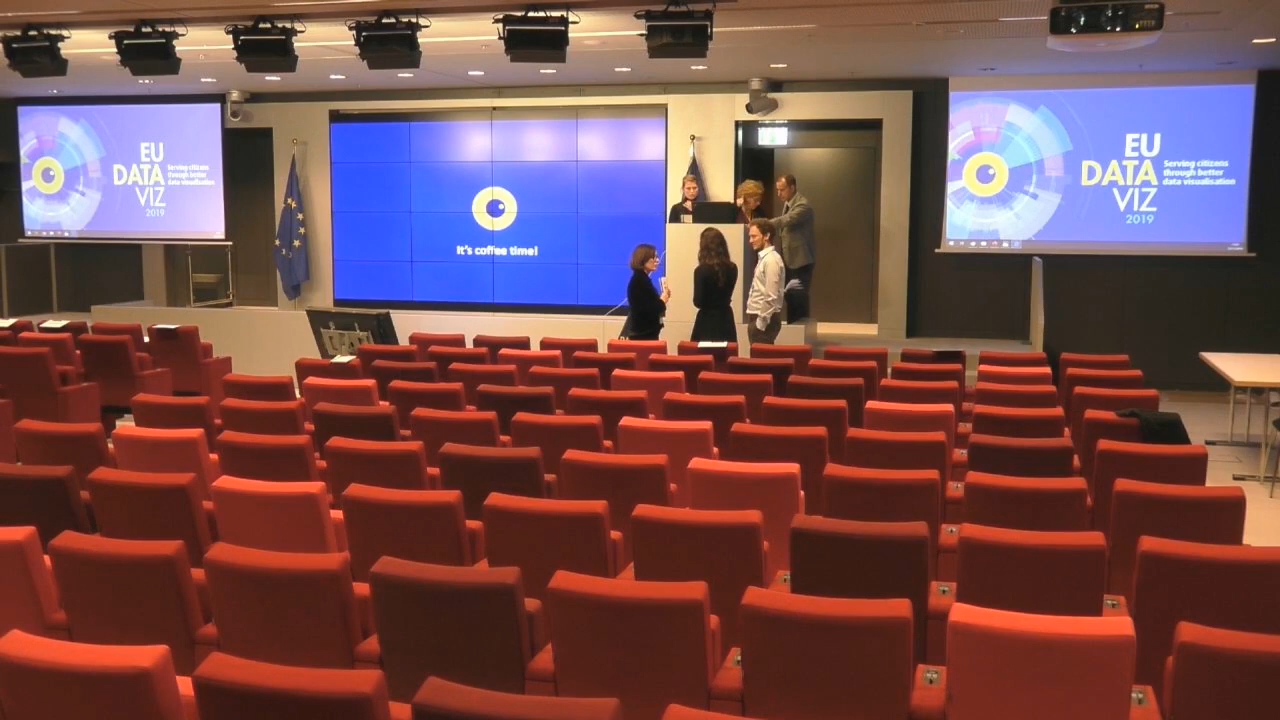 EU
DATA
VIZ
2019
Serving citizens
through better
data visualisation
It's coffee time!
EU
DATA
VIZ
2019
Serving citizens
through better
data visualisation